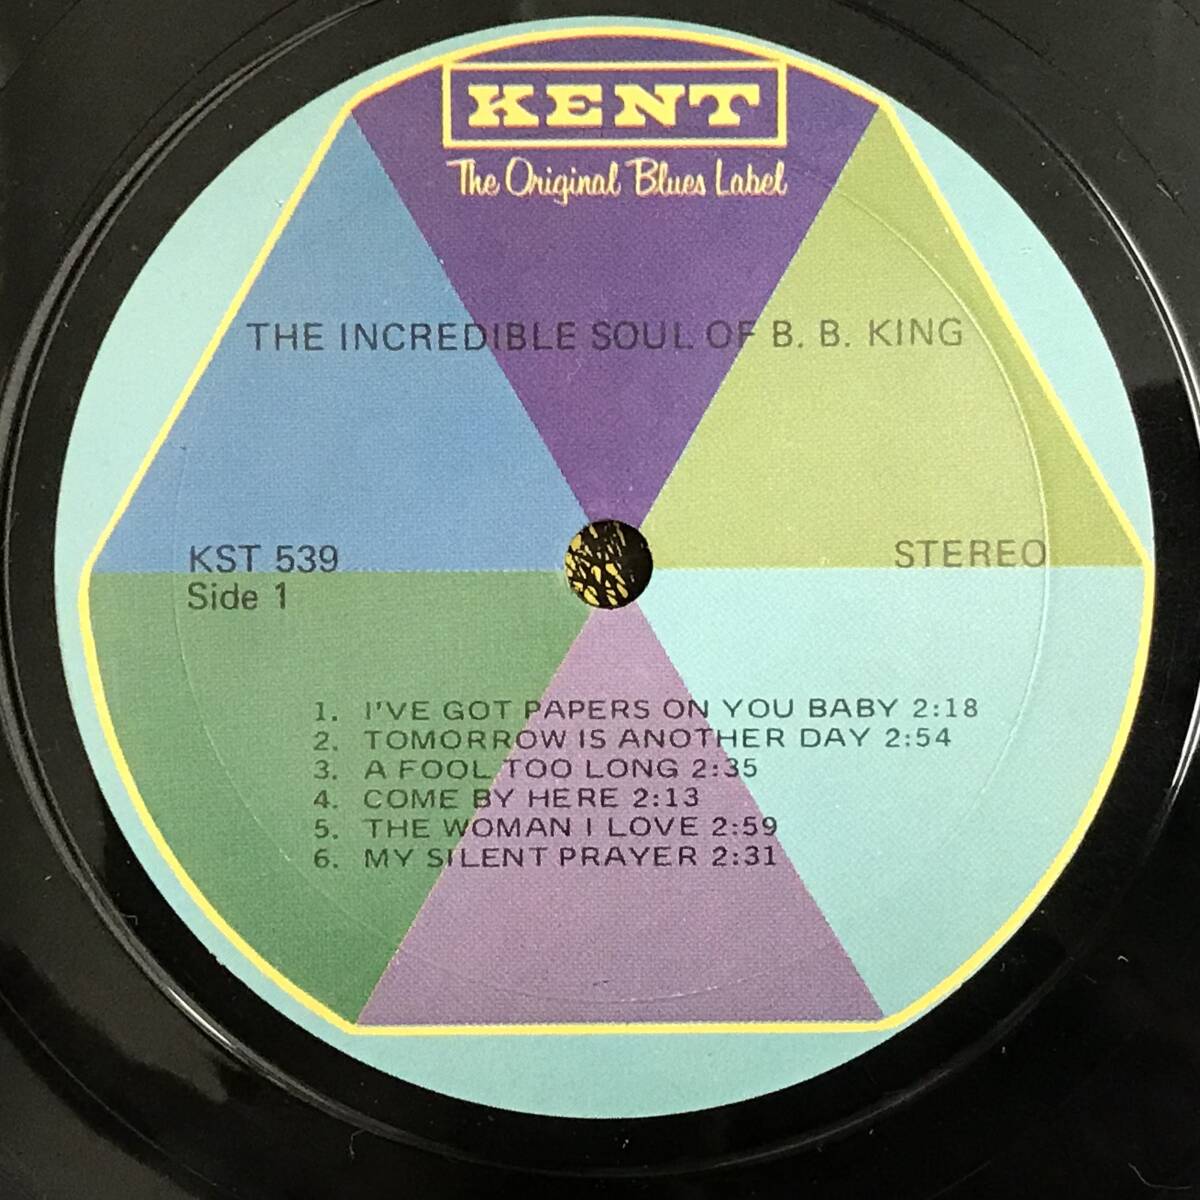 KENT
The Original Blues Label
THE INCREDIBLE SOUL OF B. B. KING
KST 539
STEREO
Side 1
1. I'VE GOT PAPERS ON YOU BABY 2:18
2. TOMORROW IS ANOTHER DAY 2:54
3. A FOOL TOO LONG 2:35
4. COME BY HERE 2:13
5. THE WOMAN I LOVE 2:59
6. MY SILENT PRAYER 2:31